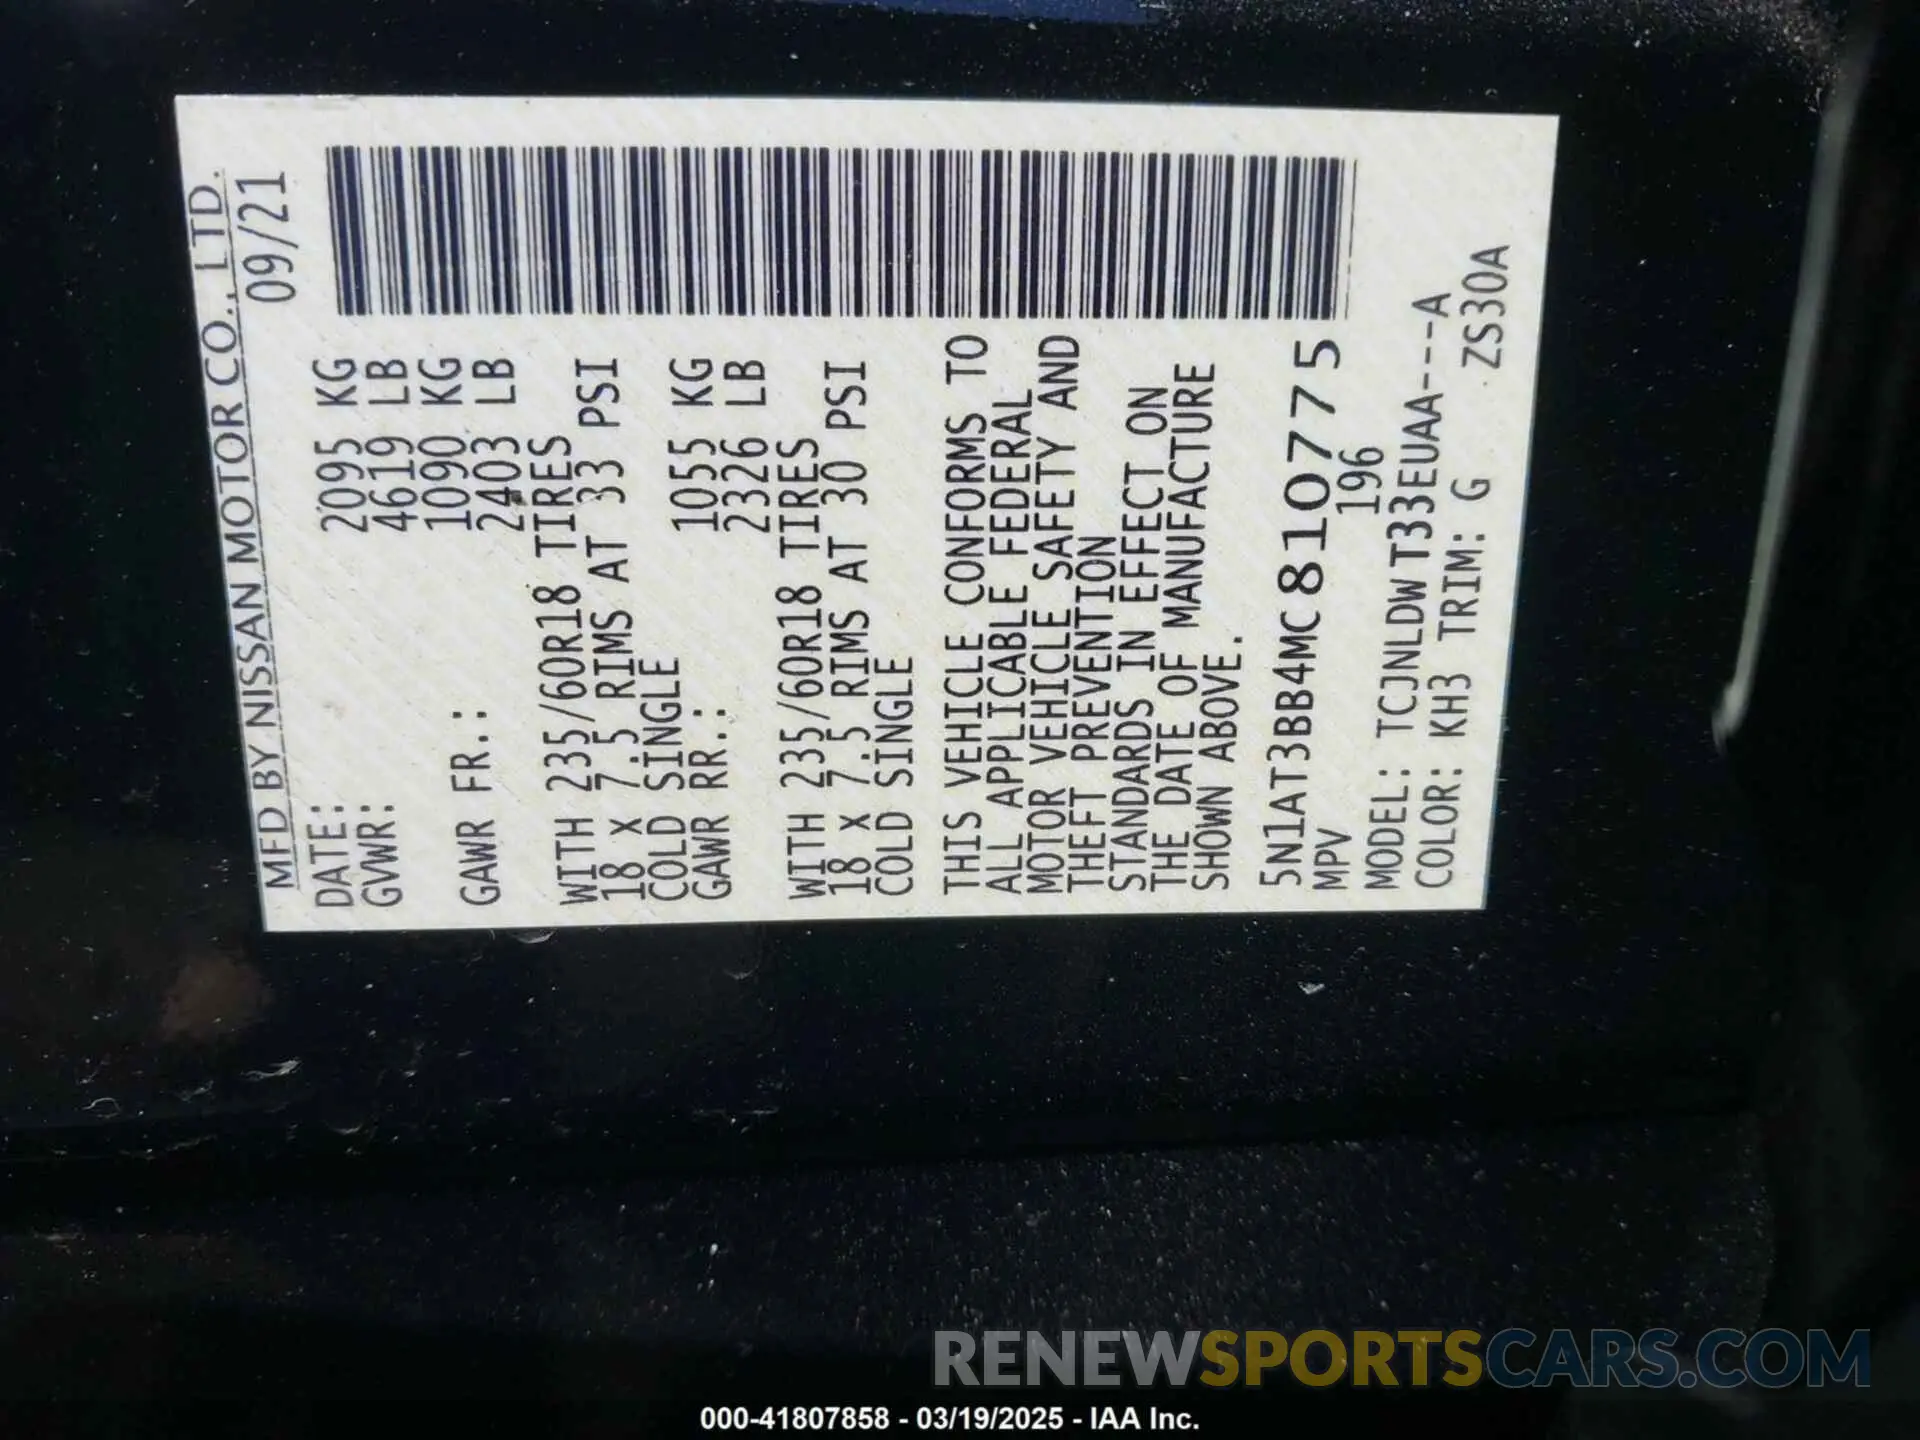 MFD BY NISSAN MOTOR CO., LTD.
DATE: 09/21
GVWR: 2095 KG
4619 LB
GAWR FR.: 1090 KG
2403 LB
WITH 235/60R18 TIRES
18 X 7.5 RIMS AT 33 PSI
COLD SINGLE
GAWR RR.: 1055 KG
2326 LB
WITH 235/60R18 TIRES
18 X 7.5 RIMS AT 30 PSI
COLD SINGLE
THIS VEHICLE CONFORMS TO
ALL APPLICABLE FEDERAL
MOTOR VEHICLE SAFETY AND
THEFT PREVENTION
STANDARDS IN EFFECT ON
THE DATE OF MANUFACTURE
SHOWN ABOVE.
5N1AT3BB4MC810775
MPV 196
MODEL: TCJNLDWT33EUAA---A
COLOR: KH3 TRIM: G ZS30A
RENEWSPORTSCARS.COM
000-41807858 - 03/19/2025 - IAA Inc.